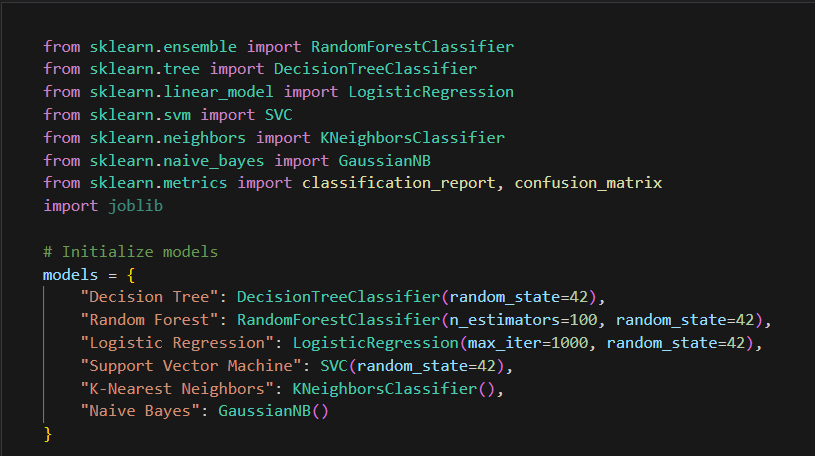 from sklearn.ensemble import RandomForestClassifier
from sklearn.tree import DecisionTreeClassifier
from sklearn.linear_model import LogisticRegression
from sklearn.svm import SVC
from sklearn.neighbors import KNeighborsClassifier
from sklearn.naive_bayes import GaussianNB
from sklearn.metrics import classification_report, confusion_matrix
import joblib

# Initialize models
models = {
    "Decision Tree": DecisionTreeClassifier(random_state=42),
    "Random Forest": RandomForestClassifier(n_estimators=100, random_state=42),
    "Logistic Regression": LogisticRegression(max_iter=1000, random_state=42),
    "Support Vector Machine": SVC(random_state=42),
    "K-Nearest Neighbors": KNeighborsClassifier(),
    "Naive Bayes": GaussianNB()
}